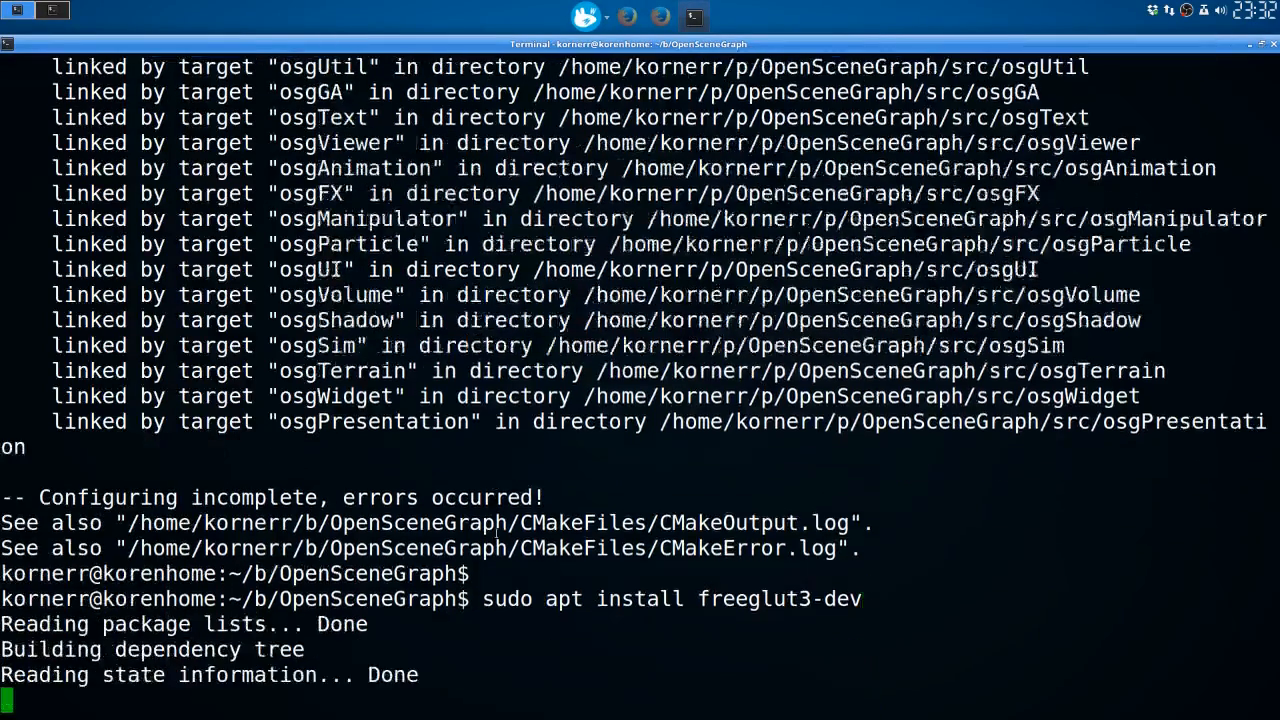 23:32
Terminal - kornerr@korenhome: ~/b/OpenSceneGraph
linked by target "osgUtil" in directory /home/kornerr/p/OpenSceneGraph/src/osgUtil
linked by target "osgGA" in directory /home/kornerr/p/OpenSceneGraph/src/osgGA
linked by target "osgText" in directory /home/kornerr/p/OpenSceneGraph/src/osgText
linked by target "osgViewer" in directory /home/kornerr/p/OpenSceneGraph/src/osgViewer
linked by target "osgAnimation" in directory /home/kornerr/p/OpenSceneGraph/src/osgAnimation
linked by target "osgFX" in directory /home/kornerr/p/OpenSceneGraph/src/osgFX
linked by target "osgManipulator" in directory /home/kornerr/p/OpenSceneGraph/src/osgManipulator
linked by target "osgParticle" in directory /home/kornerr/p/OpenSceneGraph/src/osgParticle
linked by target "osgUI" in directory /home/kornerr/p/OpenSceneGraph/src/osgUI
linked by target "osgVolume" in directory /home/kornerr/p/OpenSceneGraph/src/osgVolume
linked by target "osgShadow" in directory /home/kornerr/p/OpenSceneGraph/src/osgShadow
linked by target "osgSim" in directory /home/kornerr/p/OpenSceneGraph/src/osgSim
linked by target "osgTerrain" in directory /home/kornerr/p/OpenSceneGraph/src/osgTerrain
linked by target "osgWidget" in directory /home/kornerr/p/OpenSceneGraph/src/osgWidget
linked by target "osgPresentation" in directory /home/kornerr/p/OpenSceneGraph/src/osgPresentati
on
-- Configuring incomplete, errors occurred!
See also "/home/kornerr/b/OpenSceneGraph/CMakeFiles/CMakeOutput.log".
See also "/home/kornerr/b/OpenSceneGraph/CMakeFiles/CMakeError.log".
kornerr@korenhome:~/b/OpenSceneGraph$
kornerr@korenhome:~/b/OpenSceneGraph$ sudo apt install freeglut3-dev
Reading package lists... Done
Building dependency tree
Reading state information... Done